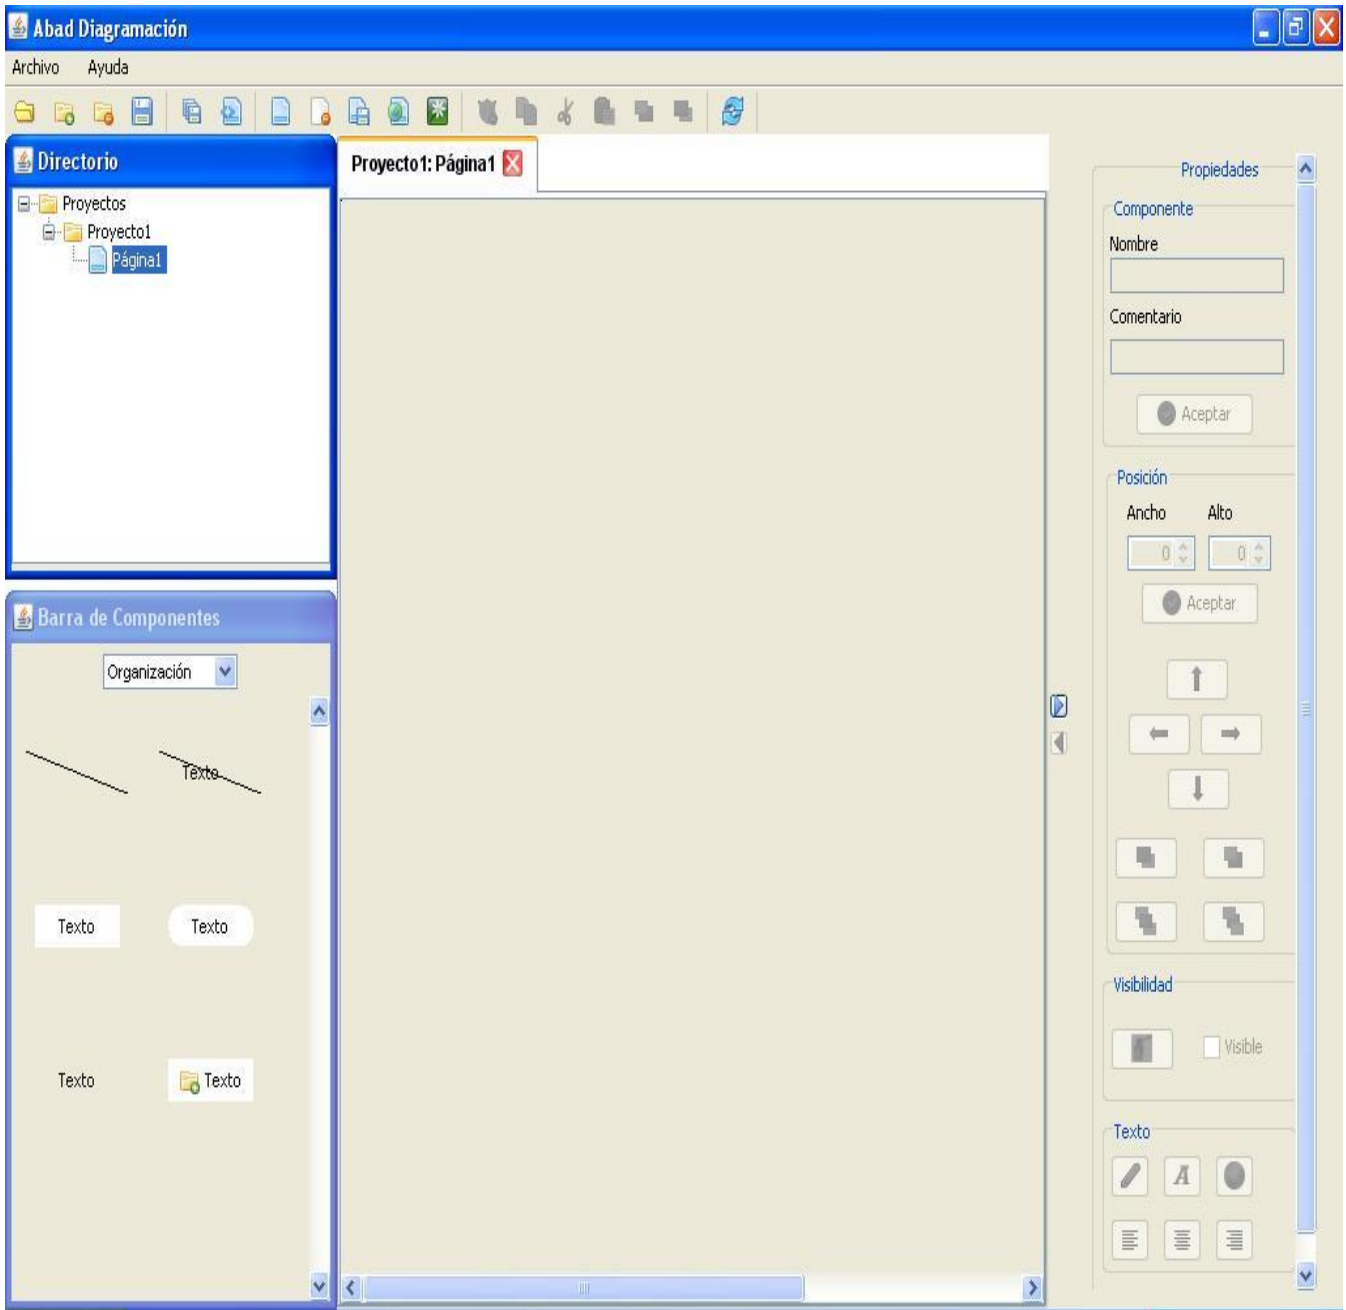 Abad Diagramación
Archivo Ayuda
Directorio
Proyectos
Proyecto1
Página1
Barra de Componentes
Organización
Texto
Texto Texto
Texto Texto
Proyecto1: Página1
Propiedades
Componente
Nombre
Comentario
Aceptar
Posición
Ancho Alto
0 0
Aceptar
Visibilidad
Visible
Texto
A